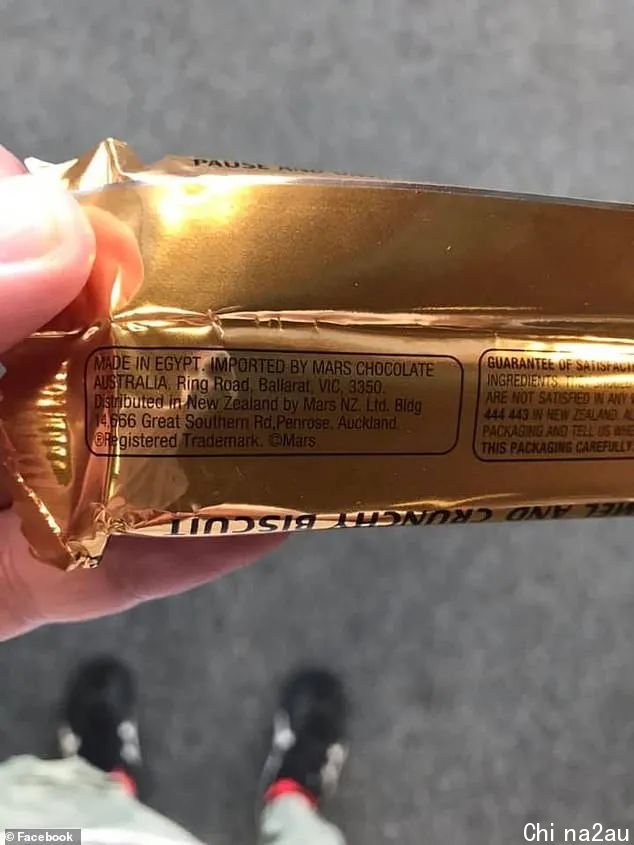 PAUSE
MADE IN EGYPT. IMPORTED BY MARS CHOCOLATE
AUSTRALIA. Ring Road, Ballarat, VIC, 3350.
Distributed in New Zealand by Mars NZ. Ltd. Bldg
14,666 Great Southern Rd,Penrose, Auckland.
®Registered Trademark. ©Mars
GUARANTEE OF
INGREDIENTS.
ARE NOT SATISFIED IN ANY
444 443 IN NEW ZEALAND.
PACKAGING AND TELL US
THIS PACKAGING CAREFULLY
AND CRUNCHY BISCUIT
© Facebook
Chi na2au